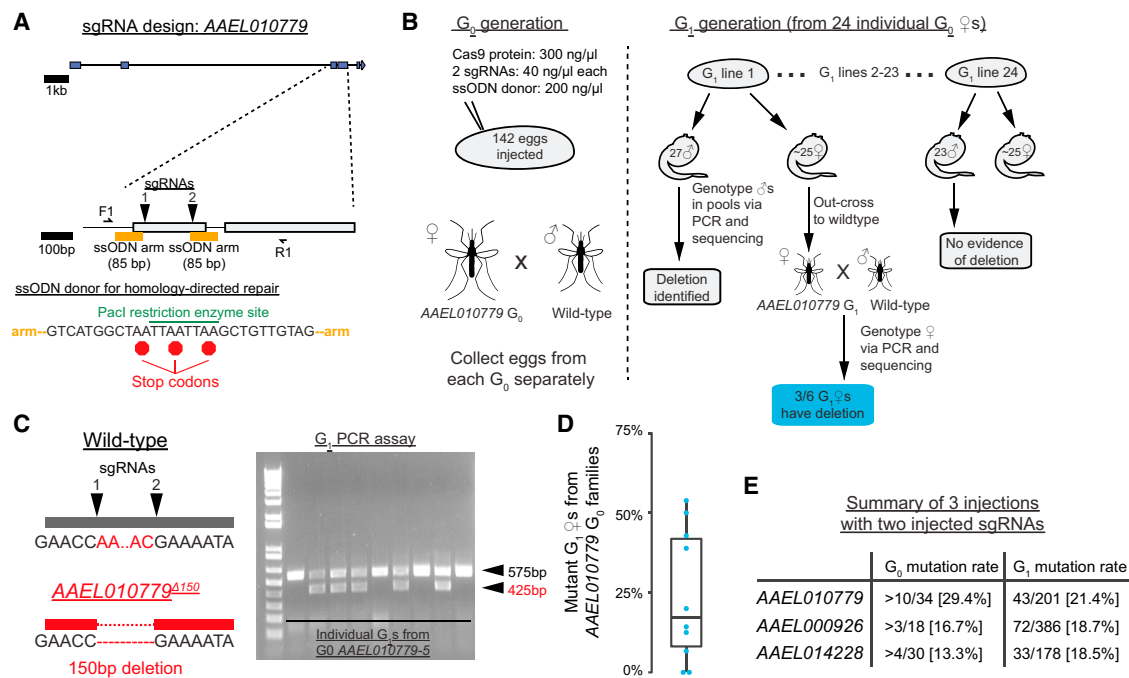 A
sgRNA design: AAEL010779
1kb
sgRNAs
1 2
F1
100bp
ssODN arm
(85 bp)
ssODN arm
(85 bp)
R1
ssODN donor for homology-directed repair
PacI restriction enzyme site
arm--GTCATGGCTAATTAATTAAGCTGTTGTAG--arm
Stop codons
B
G0 generation
Cas9 protein: 300 ng/µl
2 sgRNAs: 40 ng/µl each
ssODN donor: 200 ng/µl
142 eggs
injected
♀ X ♂
AAEL010779 G0 Wild-type
Collect eggs from
each G0 separately
G1 generation (from 24 individual G0 ♀s)
G1 line 1
G1 lines 2-23
G1 line 24
27♂
~25♀
23♂
~25♀
Genotype ♂s
in pools via
PCR and
sequencing
Out-cross
to wildtype
Deletion
identified
No evidence
of deletion
♀ X ♂
AAEL010779 G1 Wild-type
Genotype ♀
via PCR and
sequencing
3/6 G1♀s
have deletion
C
Wild-type
sgRNAs
1 2
GAACCAA..ACGAAAATA
AAEL010779Δ150
GAACC----------GAAAATA
150bp deletion
G1 PCR assay
575bp
425bp
Individual G1s from
G0 AAEL010779-5
D
Mutant G1♀s from
AAEL010779 G0 families
75%
50%
25%
0%
E
Summary of 3 injections
with two injected sgRNAs
G0 mutation rate G1 mutation rate
AAEL010779 >10/34 [29.4%] 43/201 [21.4%]
AAEL000926 >3/18 [16.7%] 72/386 [18.7%]
AAEL014228 >4/30 [13.3%] 33/178 [18.5%]